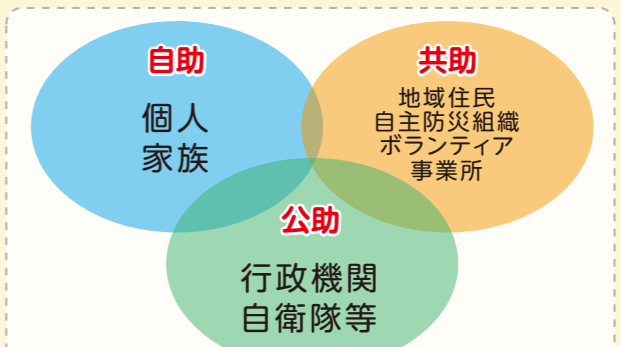 自助
個人
家族
共助
地域住民
自主防災組織
ボランティア
事業所
公助
行政機関
自衛隊等